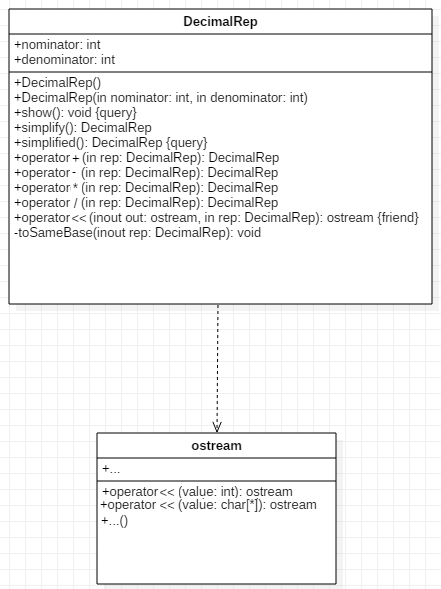 DecimalRep
+nominator: int
+denominator: int
+DecimalRep()
+DecimalRep(in nominator: int, in denominator: int)
+show(): void {query}
+simplify(): DecimalRep
+simplified(): DecimalRep {query}
+operator + (in rep: DecimalRep): DecimalRep
+operator - (in rep: DecimalRep): DecimalRep
+operator * (in rep: DecimalRep): DecimalRep
+operator / (in rep: DecimalRep): DecimalRep
+operator << (inout out: ostream, in rep: DecimalRep): ostream {friend}
-toSameBase(inout rep: DecimalRep): void
ostream
+...
+operator << (value: int): ostream
+operator << (value: char[*]): ostream
+...()